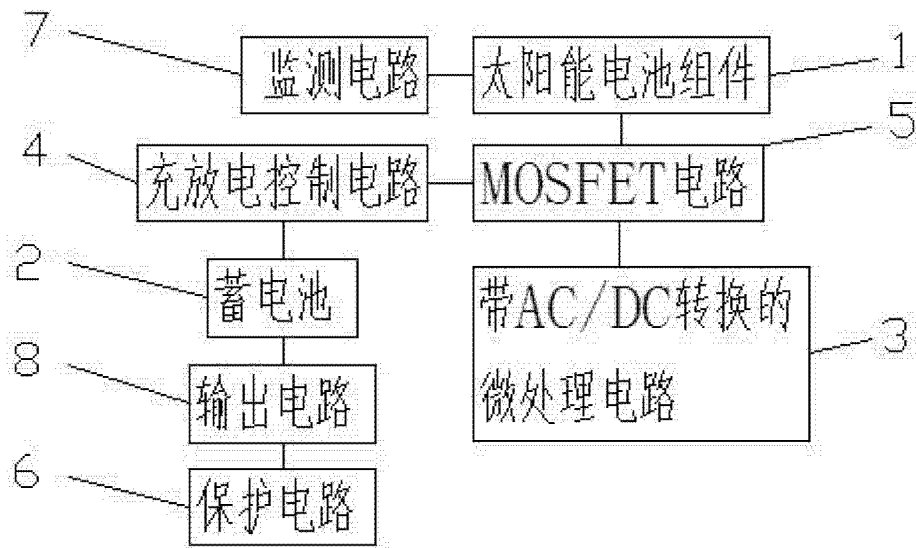 7
监测电路
太阳能电池组件
1
4
充放电控制电路
MOSFET电路
5
2
蓄电池
带AC/DC转换的
微处理电路
3
8
输出电路
6
保护电路